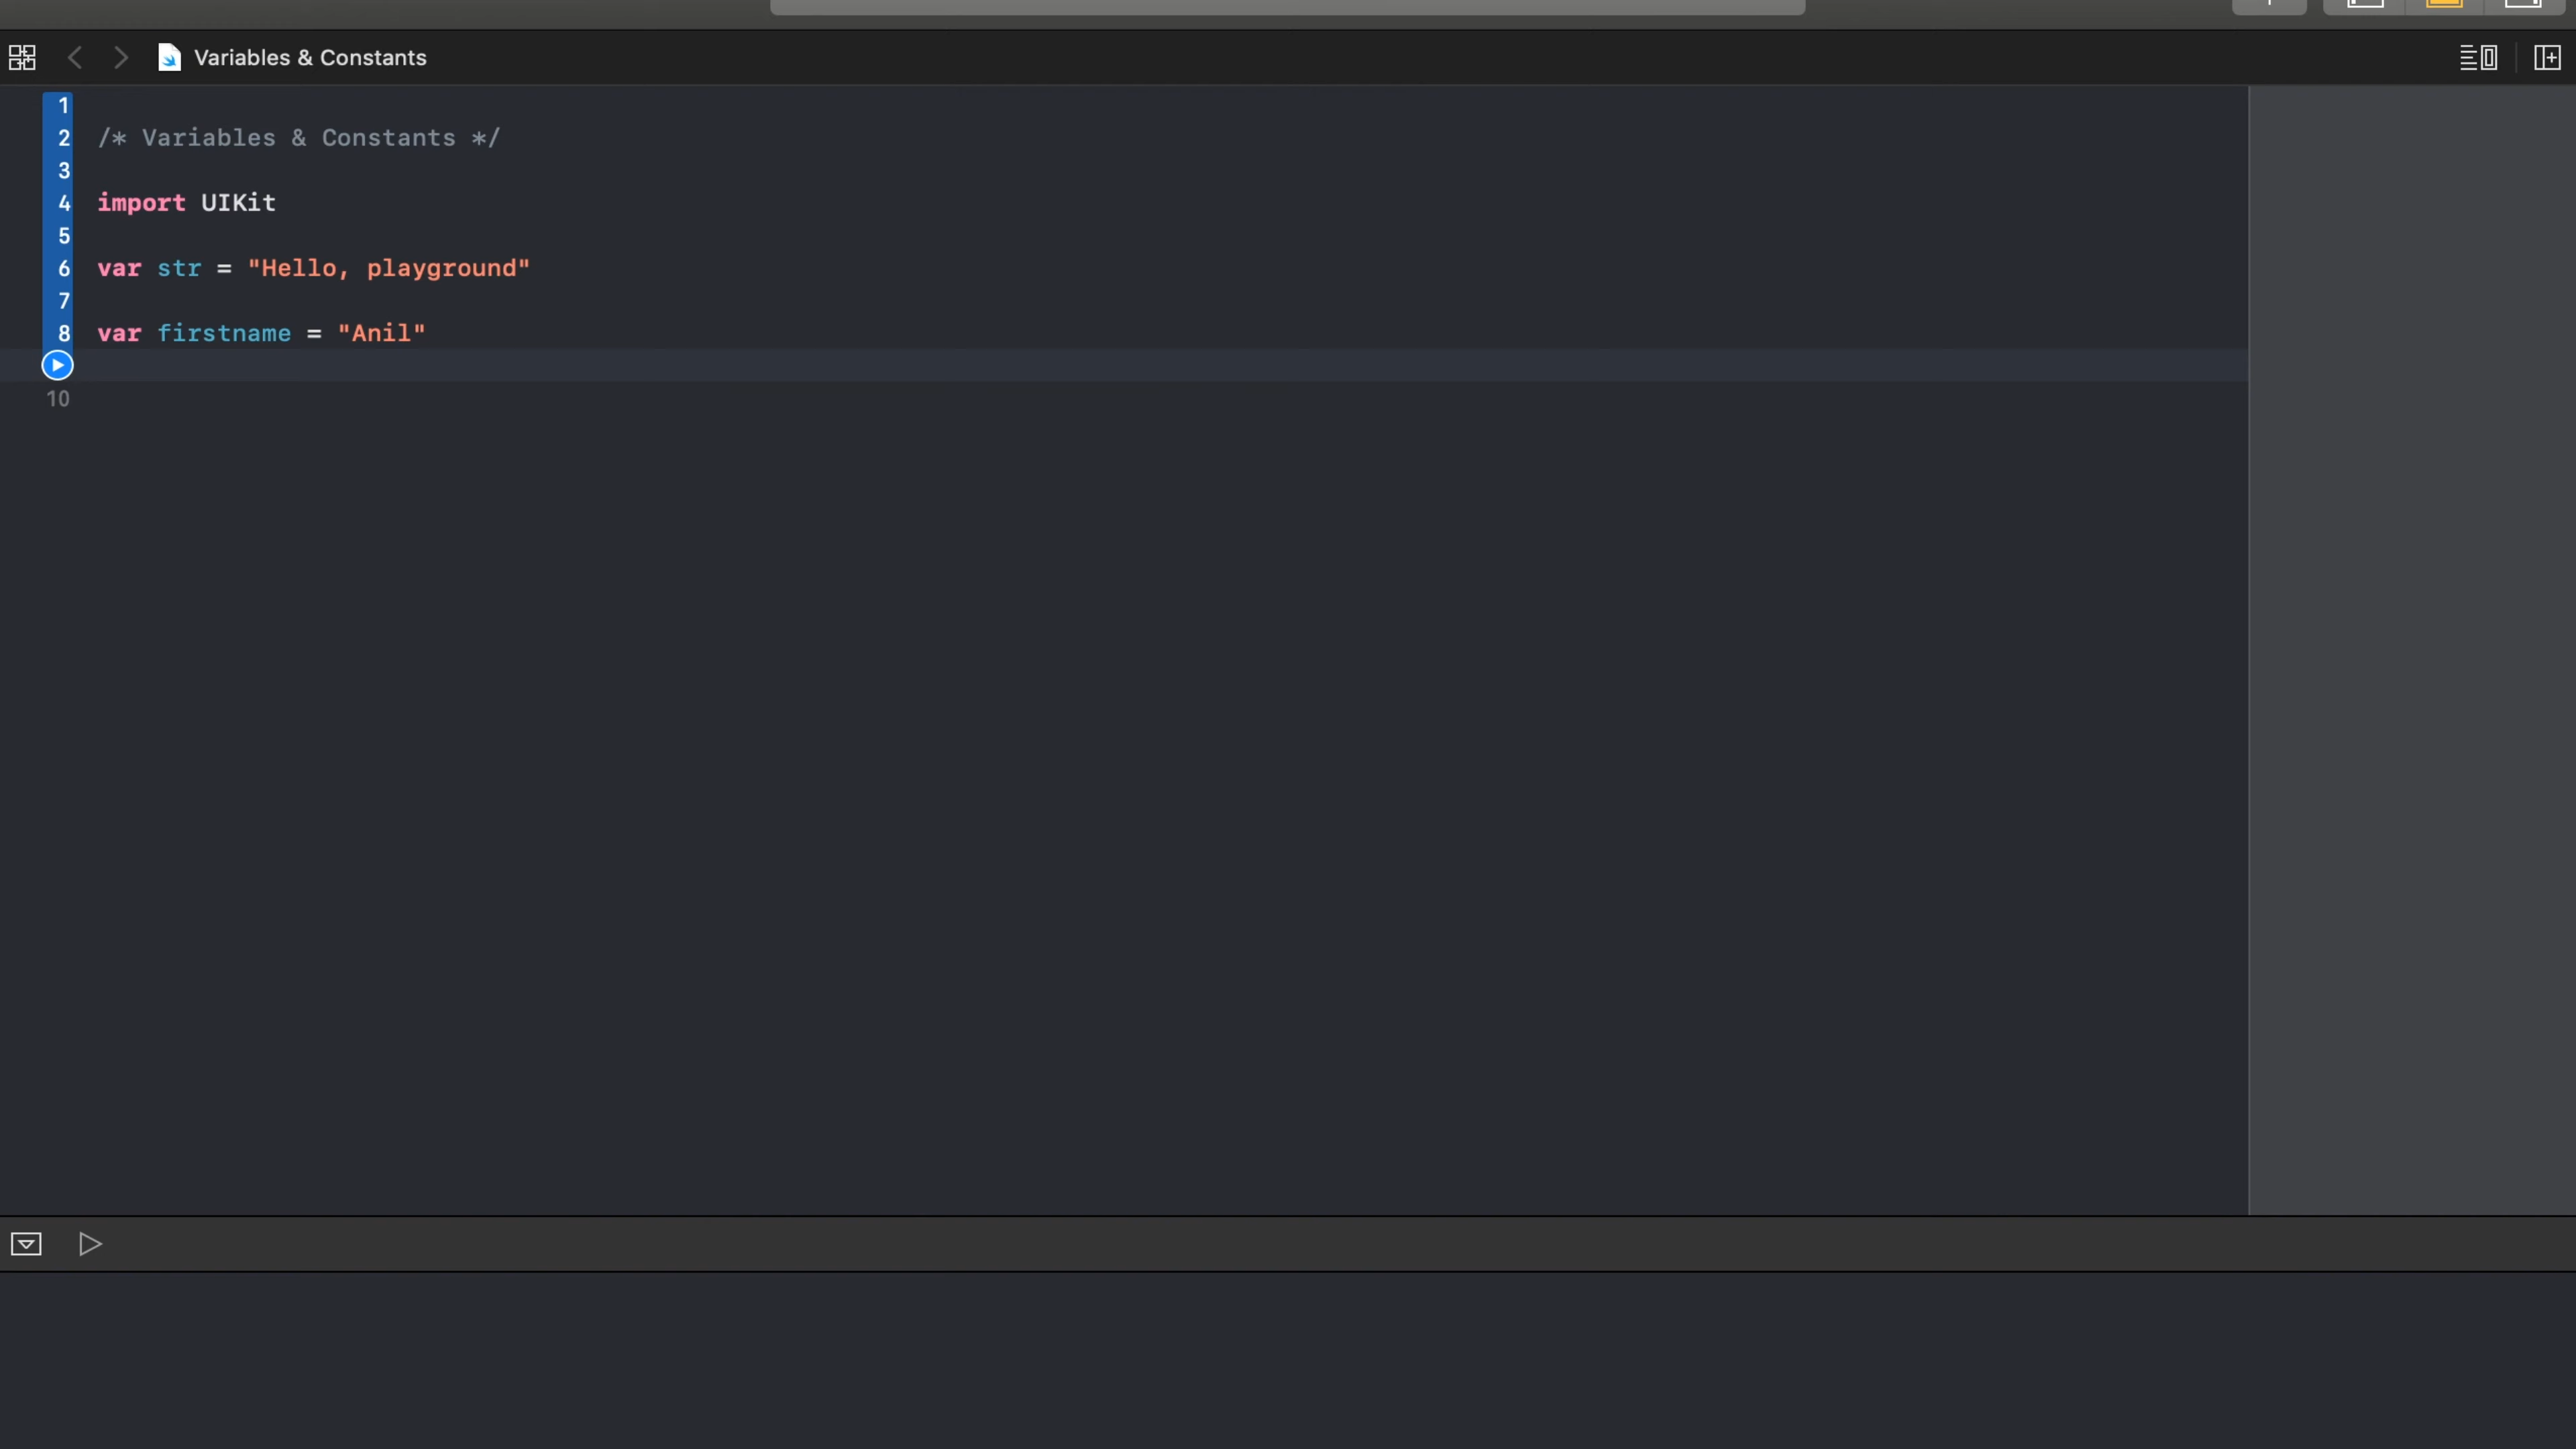 Variables & Constants
1
2 /* Variables & Constants */
3
4 import UIKit
5
6 var str = "Hello, playground"
7
8 var firstname = "Anil"
10